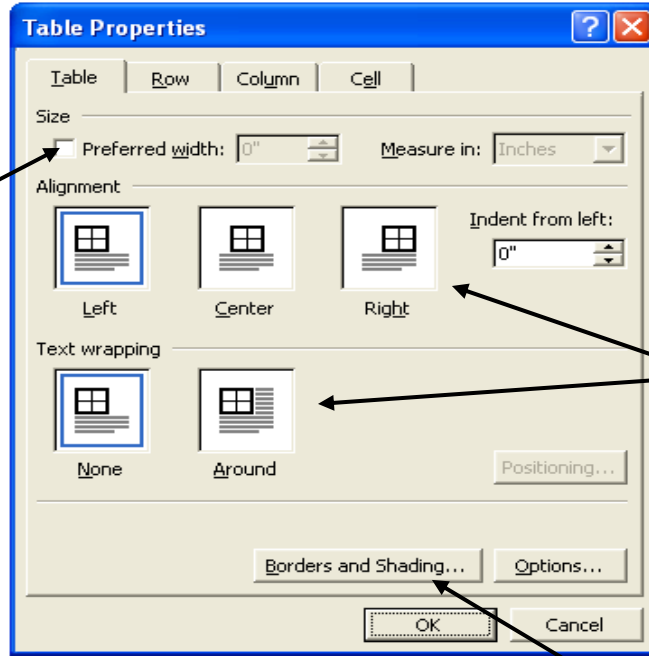 Table Properties
Table Row Column Cell
Size
Preferred width: 0" Measure in: Inches
Alignment
Indent from left:
0"
Left Center Right
Text wrapping
None Around Positioning...
Borders and Shading... Options...
OK Cancel